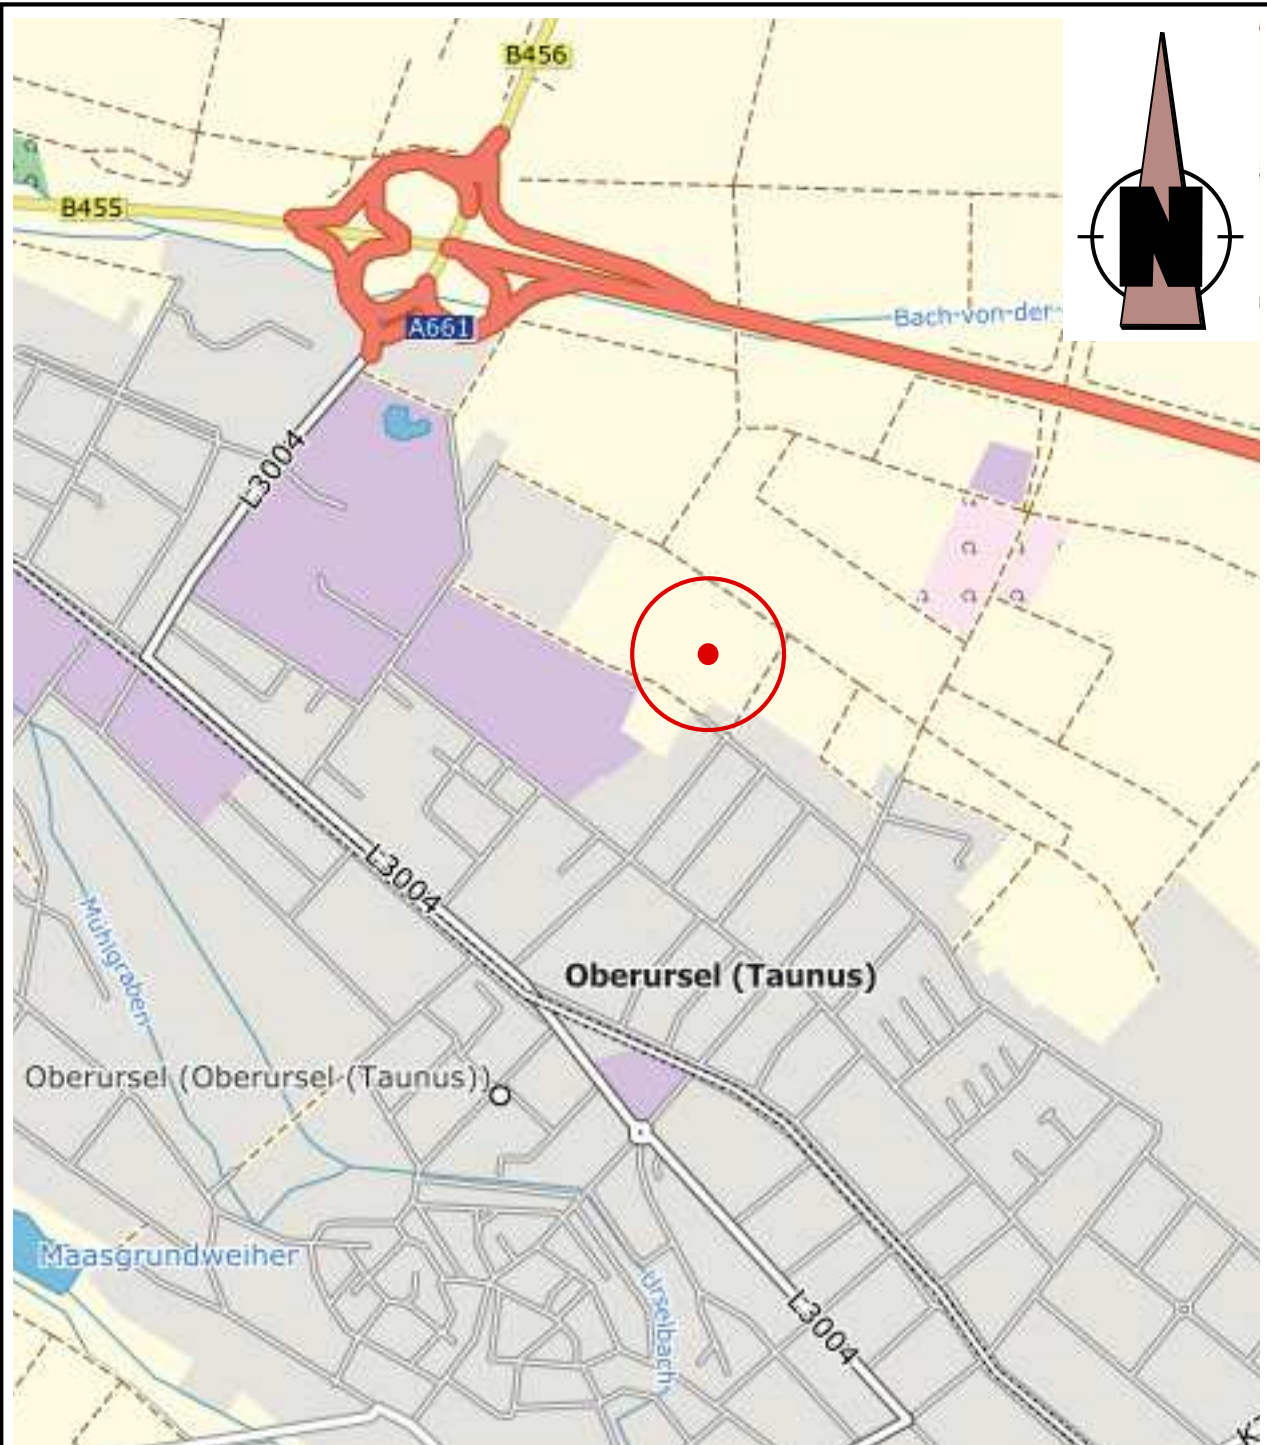 B456
N
B455
Bach-von-der-
A661
L3004
L3004
Mühlgraben
Oberursel (Taunus)
Oberursel (Oberursel (Taunus))
Maasgrundweiher
Urselbach
L3004
K